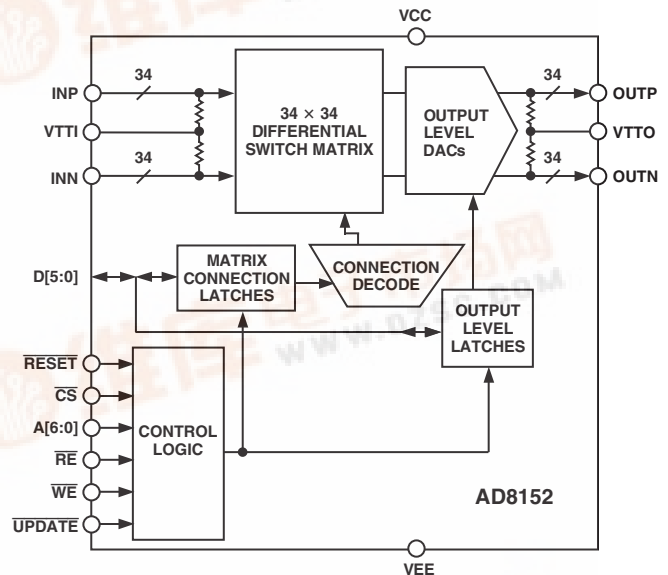 VCC
34
34
INP
OUTP
34 × 34
DIFFERENTIAL
SWITCH MATRIX
OUTPUT
LEVEL
DACs
VTTI
VTTO
34
34
INN
OUTN
D[5:0]
MATRIX
CONNECTION
LATCHES
CONNECTION
DECODE
OUTPUT
LEVEL
LATCHES
RESET
CS
A[6:0]
RE
WE
UPDATE
CONTROL
LOGIC
AD8152
VEE